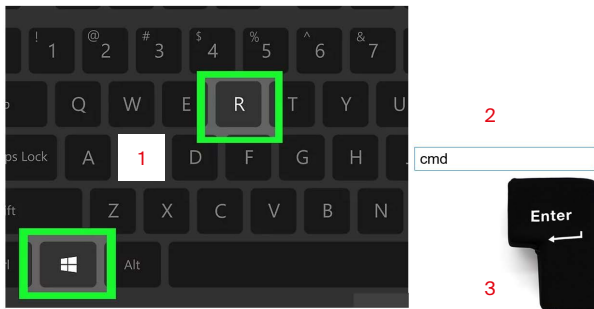 ! 1 @ 2 # 3 $ 4 % 5 ^ 6 & 7
Q W E R T Y U
ps Lock A 1 D F G H
ft Z X C V B N
Alt
2
cmd
Enter
3